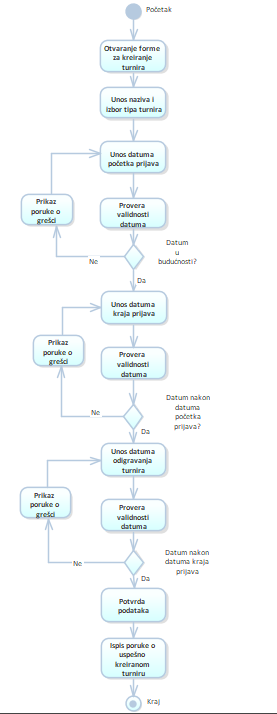 Početak
Otvaranje forme
za kreiranje
turnira
Unos naziva i
izbor tipa turnira
Unos datuma
početka prijava
Prikaz
poruke o
grešci
Provera
validnosti
datuma
Datum
u
budućnosti?
Ne
Da
Unos datuma
kraja prijava
Prikaz
poruke o
grešci
Provera
validnosti
datuma
Datum nakon
datuma
početka
prijava?
Ne
Da
Unos datuma
odigravanja
turnira
Prikaz
poruke o
grešci
Provera
validnosti
datuma
Datum nakon
datuma kraja
prijava
Ne
Da
Potvrda
podataka
Ispis poruke o
uspešno
kreiranom
turniru
Kraj